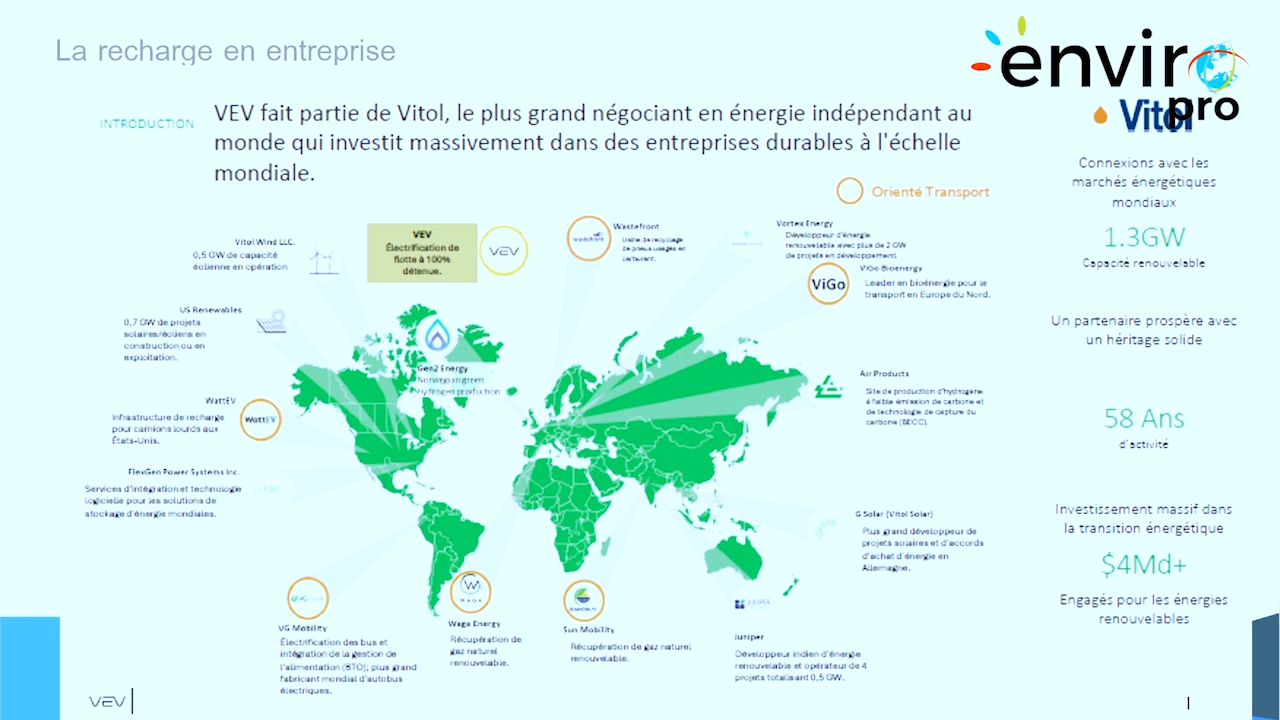 La recharge en entreprise
enviro
pro
INTRODUCTION
VEV fait partie de Vitol, le plus grand négociant en énergie indépendant au
monde qui investit massivement dans des entreprises durables à l'échelle
mondiale.
Vitol
Orienté Transport
Connexions avec les
marchés énergétiques
mondiaux
1.3GW
Capacité renouvelable
Un partenaire prospère avec
un héritage solide
58 Ans
d'activité
Investissement massif dans
la transition énergétique
$4Md+
Engagés pour les énergies
renouvelables
Vitol Wind LLC.
0,5 GW de capacité
éolienne en opération
VEV
Électrification de
flotte à 100%
détenue.
VEV
wastefront
Wastefront
Usine de recyclage
de pneus usagés en
carburant.
Vortex Energy
Développeur d'énergie
renouvelable avec plus de 2 GW
de projets en développement.
ViGo
ViGo Bioenergy
Leader en bioénergie pour le
transport en Europe du Nord.
US Renewables
0,7 GW de projets
solaires/éoliens en
construction ou en
exploitation.
Gen2 Energy
Norwegian green
hydrogen production
Air Products
Site de production d'hydrogène
à faible émission de carbone et
de technologie de capture du
carbone (BECC).
WattEV
Infrastructure de recharge
pour camions lourds aux
États-Unis.
WattEV
FlexGen Power Systems Inc.
Services d'intégration et technologie
logicielle pour les solutions de
stockage d'énergie mondiales.
G Solar (Vitol Solar)
Plus grand développeur de
projets solaires et d'accords
d'achat d'énergie en
Allemagne.
VG Mobility
Électrification des bus et
intégration de la gestion de
l'alimentation (BTO); plus grand
fabricant mondial d'autobus
électriques.
WAGA
Waga Energy
Récupération de
gaz naturel
renouvelable.
Sun Mobility
Récupération de gaz naturel
renouvelable.
Juniper
Développeur indien d'énergie
renouvelable et opérateur de 4
projets totalisant 0,5 GW.
VEV